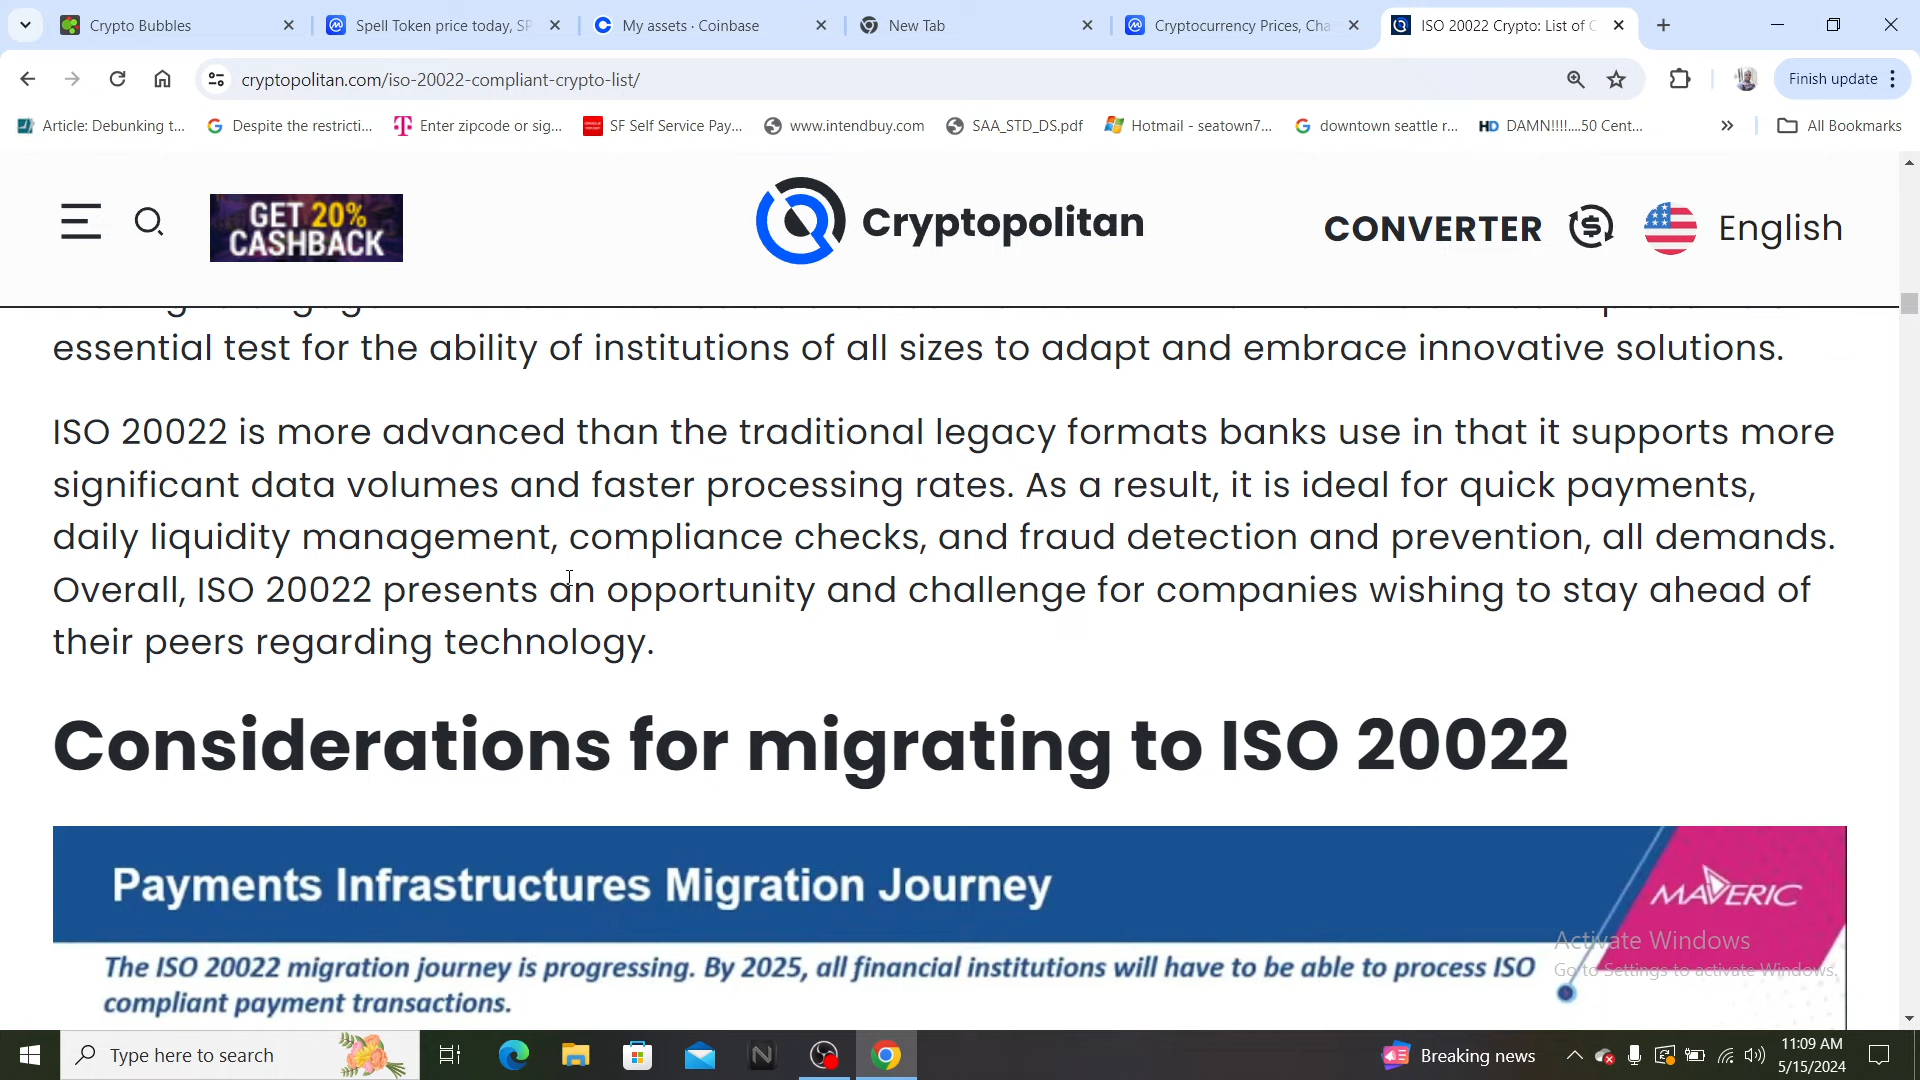 Crypto Bubbles
Spell Token price today, SP
My assets · Coinbase
New Tab
Cryptocurrency Prices, Cha
ISO 20022 Crypto: List of C
cryptopolitan.com/iso-20022-compliant-crypto-list/
Finish update
Article: Debunking t...
Despite the restricti...
Enter zipcode or sig...
SF Self Service Pay...
www.intendbuy.com
SAA_STD_DS.pdf
Hotmail - seatown7...
downtown seattle r...
HD DAMN!!!!....50 Cent...
All Bookmarks
GET 20%
CASHBACK
Cryptopolitan
CONVERTER
English
essential test for the ability of institutions of all sizes to adapt and embrace innovative solutions.
ISO 20022 is more advanced than the traditional legacy formats banks use in that it supports more
significant data volumes and faster processing rates. As a result, it is ideal for quick payments,
daily liquidity management, compliance checks, and fraud detection and prevention, all demands.
Overall, ISO 20022 presents an opportunity and challenge for companies wishing to stay ahead of
their peers regarding technology.
Considerations for migrating to ISO 20022
Payments Infrastructures Migration Journey
MAVERIC
The ISO 20022 migration journey is progressing. By 2025, all financial institutions will have to be able to process ISO
compliant payment transactions.
Activate Windows
Go to Settings to activate Windows.
Type here to search
Breaking news
11:09 AM
5/15/2024